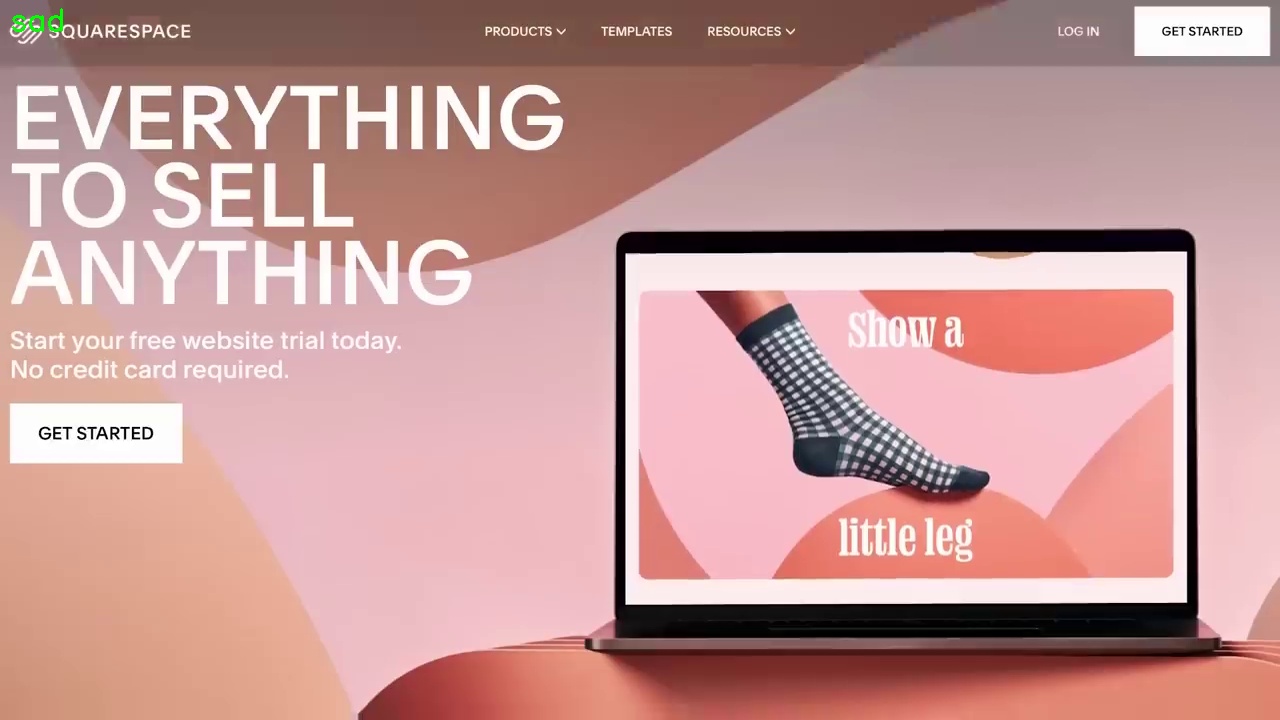 sad
SQUARESPACE
PRODUCTS
TEMPLATES
RESOURCES
LOG IN
GET STARTED
EVERYTHING
TO SELL
ANYTHING
Start your free website trial today.
No credit card required.
GET STARTED
Show a
little leg